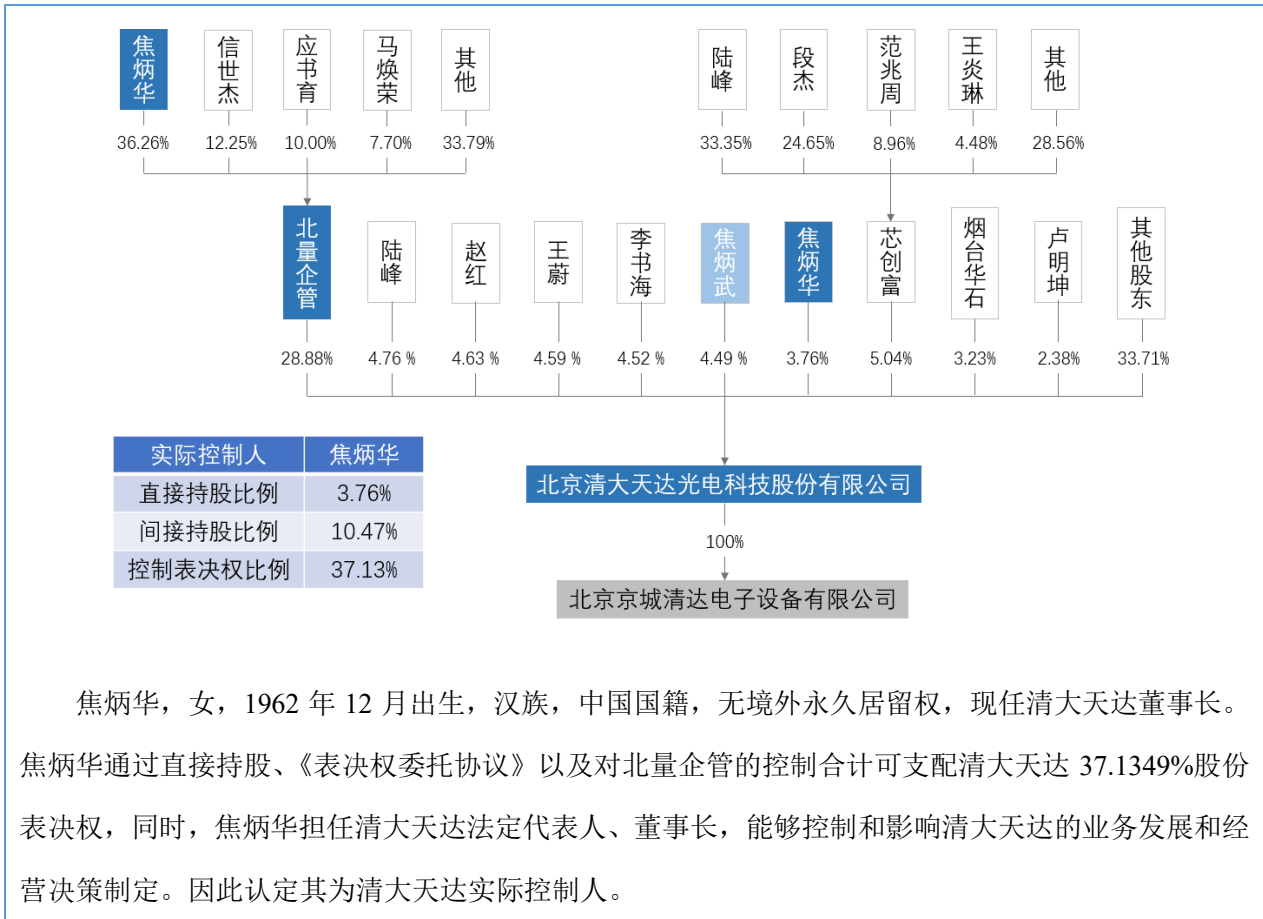 焦炳华 信世杰 应书育 马焕荣 其他 陆峰 段杰 范兆周 王炎琳 其他
36.26% 12.25% 10.00% 7.70% 33.79% 33.35% 24.65% 8.96% 4.48% 28.56%
北量企管 陆峰 赵红 王蔚 李书海 焦炳武 焦炳华 芯创富 烟台华石 卢明坤 其他股东
28.88% 4.76 % 4.63 % 4.59 % 4.52 % 4.49 % 3.76% 5.04% 3.23% 2.38% 33.71%
实际控制人 焦炳华
直接持股比例 3.76%
间接持股比例 10.47%
控制表决权比例 37.13%
北京清大天达光电科技股份有限公司
100%
北京京城清达电子设备有限公司
焦炳华，女，1962 年 12 月出生，汉族，中国国籍，无境外永久居留权，现任清大天达董事长。
焦炳华通过直接持股、《表决权委托协议》以及对北量企管的控制合计可支配清大天达 37.1349%股份
表决权，同时，焦炳华担任清大天达法定代表人、董事长，能够控制和影响清大天达的业务发展和经
营决策制定。因此认定其为清大天达实际控制人。